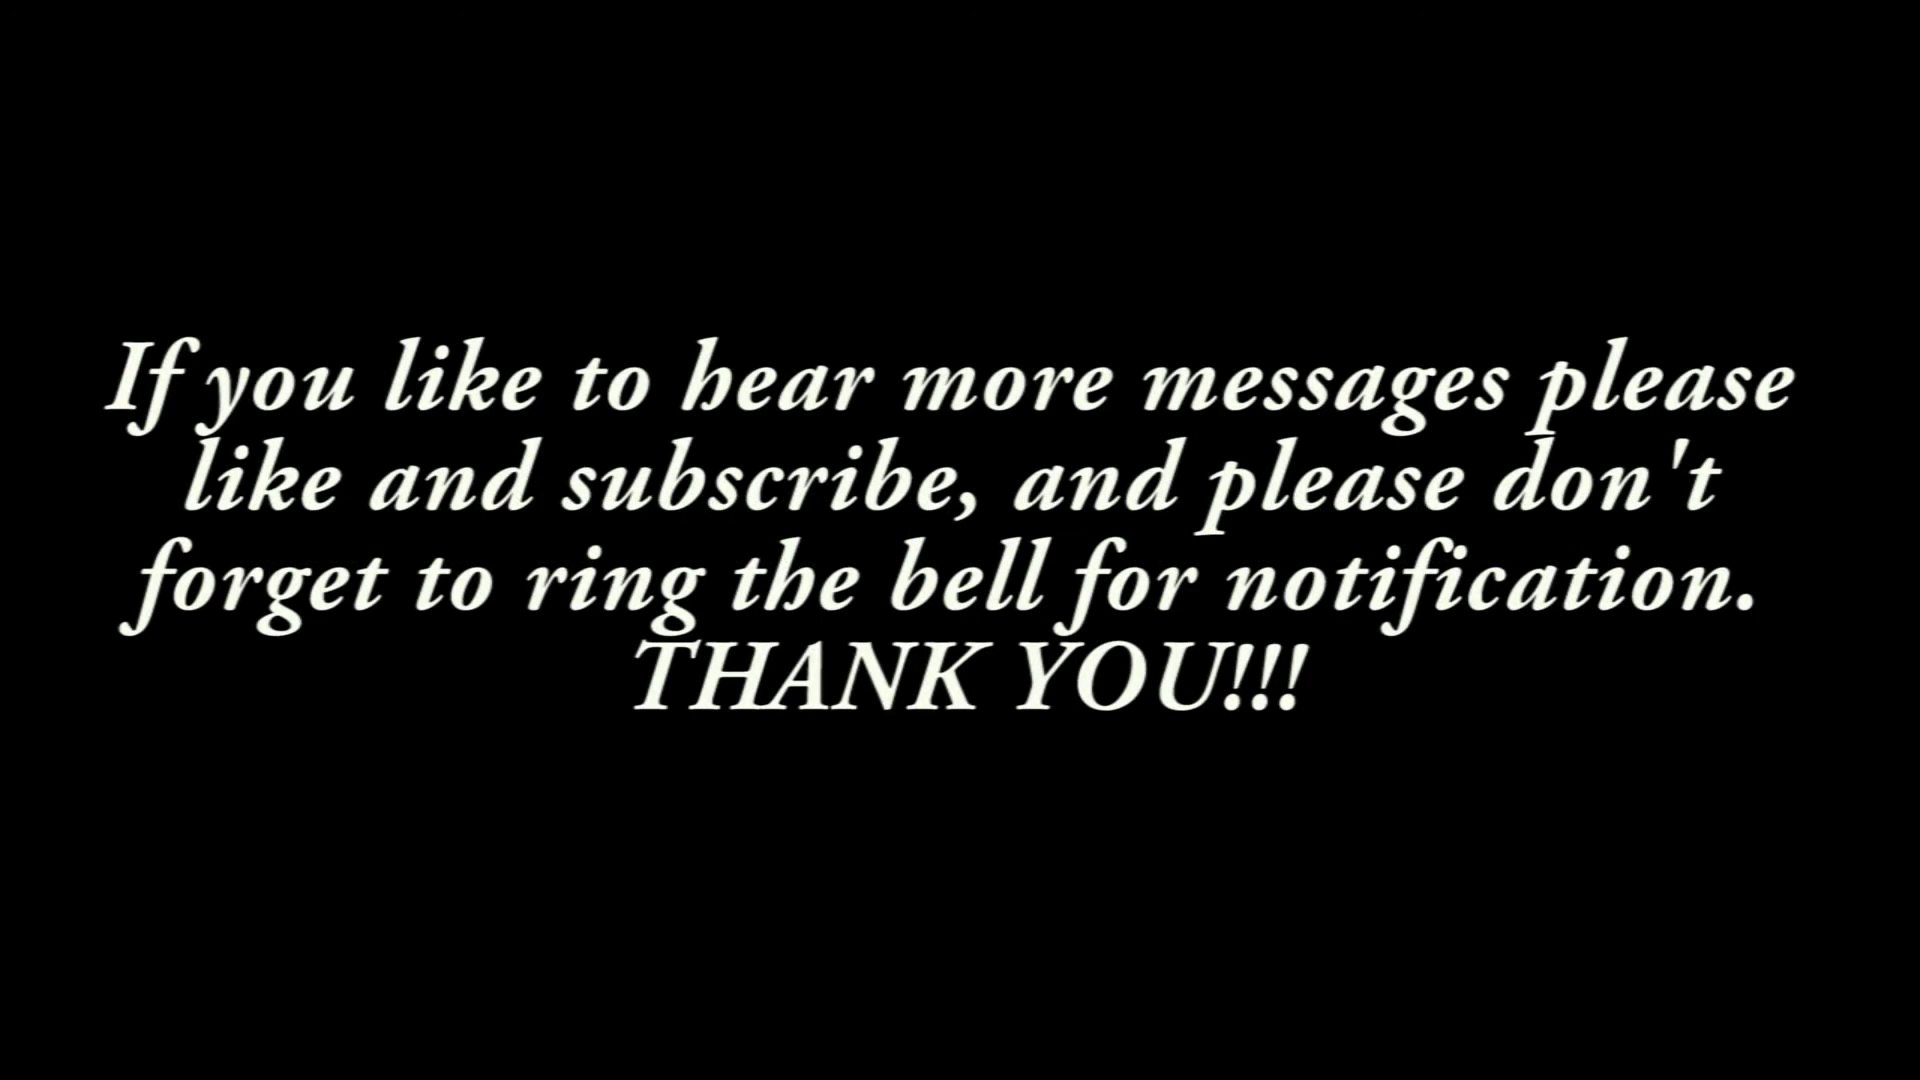 If you like to hear more messages please
like and subscribe, and please don't
forget to ring the bell for notification.
THANK YOU!!!